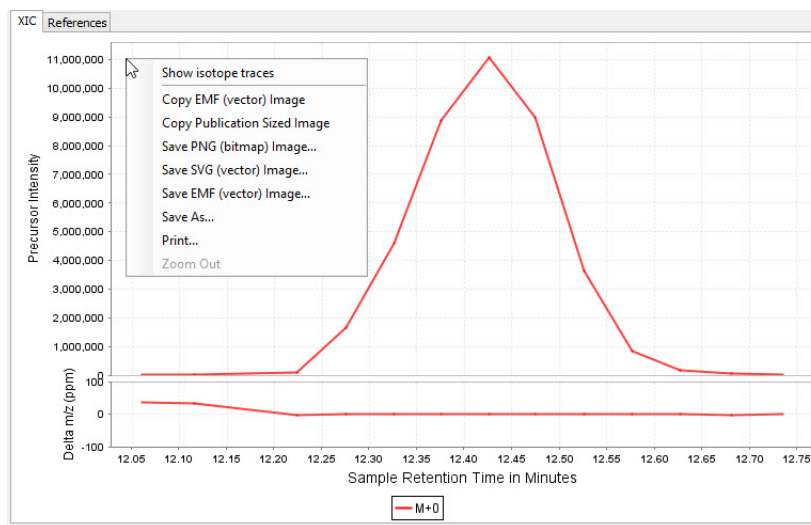 XIC References
11,000,000
10,000,000
9,000,000
8,000,000
7,000,000
6,000,000
5,000,000
4,000,000
3,000,000
2,000,000
1,000,000
0
Precursor Intensity
Show isotope traces
Copy EMF (vector) Image
Copy Publication Sized Image
Save PNG (bitmap) Image...
Save SVG (vector) Image...
Save EMF (vector) Image...
Save As...
Print...
Zoom Out
100
0
-100
Delta m/z (ppm)
12.05 12.10 12.15 12.20 12.25 12.30 12.35 12.40 12.45 12.50 12.55 12.60 12.65 12.70 12.75
Sample Retention Time in Minutes
M+0